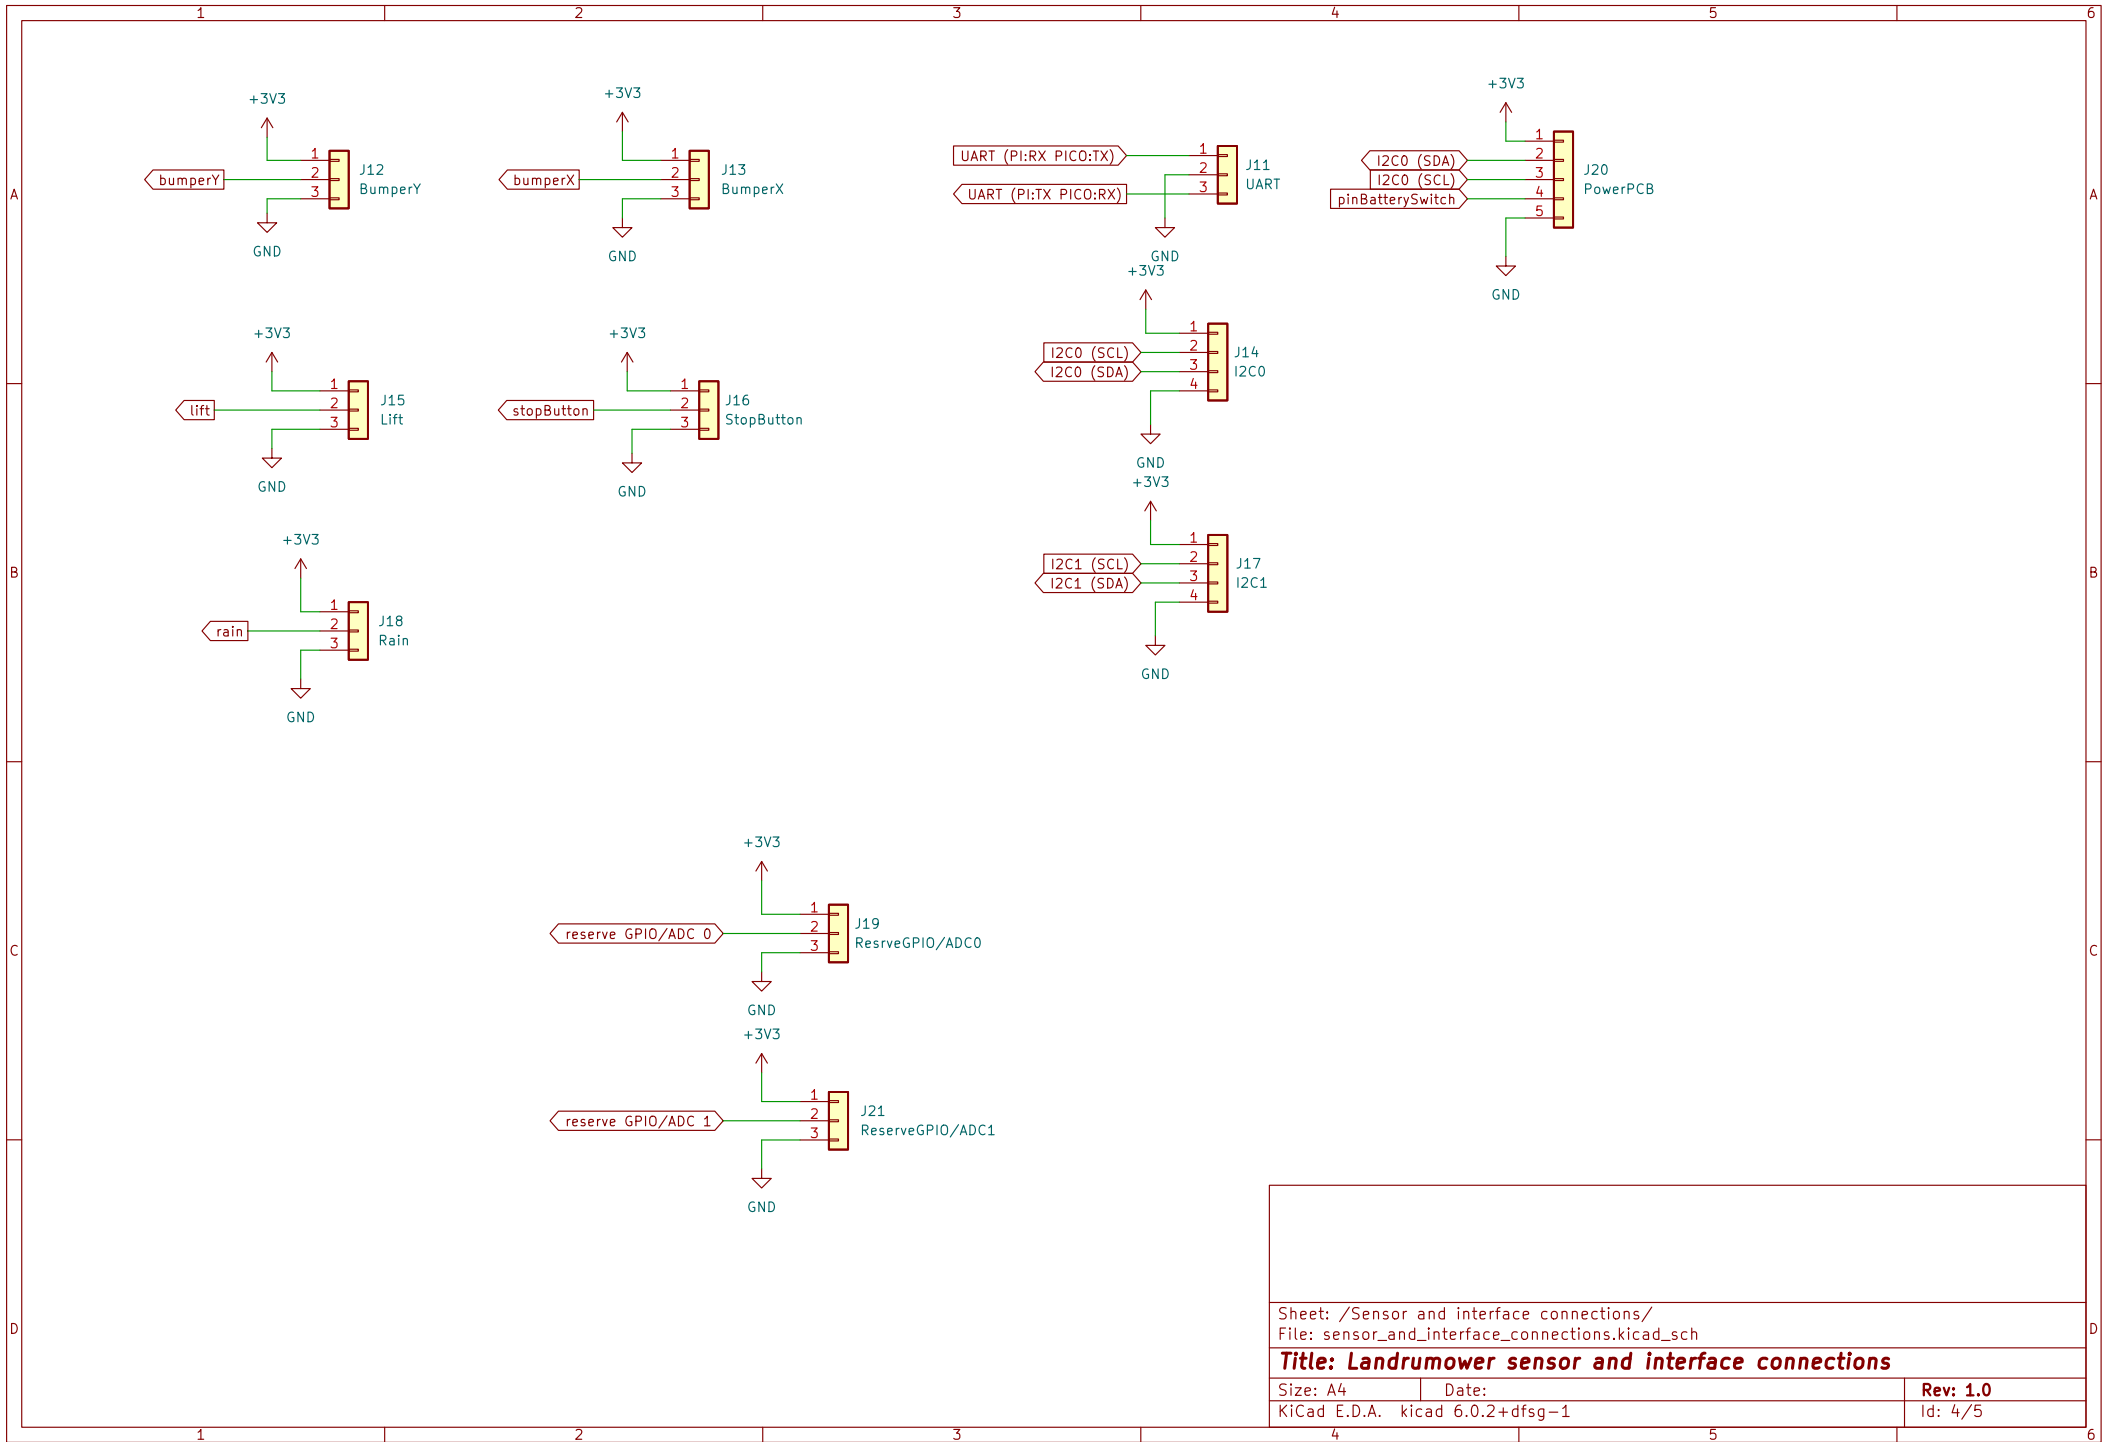 1 2 3 4 5 6
A
+3V3
bumperY
1
2
3
J12
BumperY
GND
+3V3
bumperX
1
2
3
J13
BumperX
GND
UART (PI:RX PICO:TX)
UART (PI:TX PICO:RX)
1
2
3
J11
UART
GND
+3V3
I2C0 (SDA)
I2C0 (SCL)
pinBatterySwitch
1
2
3
4
5
J20
PowerPCB
GND
A
+3V3
I2C0 (SCL)
I2C0 (SDA)
1
2
3
4
J14
I2C0
GND
+3V3
lift
1
2
3
J15
Lift
GND
+3V3
stopButton
1
2
3
J16
StopButton
GND
B
+3V3
I2C1 (SCL)
I2C1 (SDA)
1
2
3
4
J17
I2C1
GND
B
+3V3
rain
1
2
3
J18
Rain
GND
C
+3V3
reserve GPIO/ADC 0
1
2
3
J19
ResrveGPIO/ADC0
GND
C
+3V3
reserve GPIO/ADC 1
1
2
3
J21
ReserveGPIO/ADC1
GND
D
Sheet: /Sensor and interface connections/
File: sensor_and_interface_connections.kicad_sch
D
Title: Landrumower sensor and interface connections
Size: A4 Date: Rev: 1.0
KiCad E.D.A. kicad 6.0.2+dfsg-1 Id: 4/5
1 2 3 4 5 6